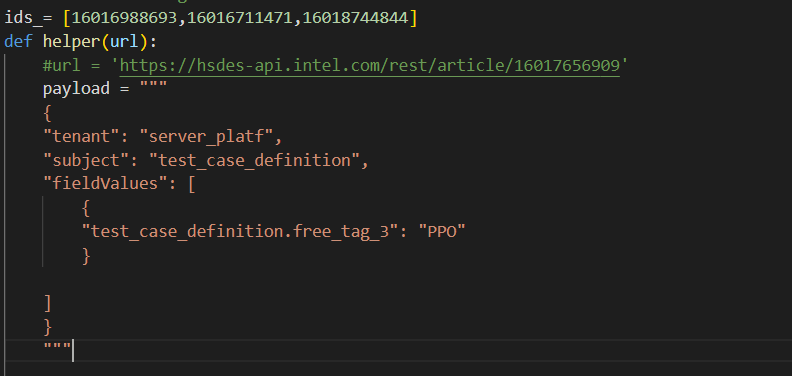 ids_= [16016988693,16016711471,16018744844]
def helper(url):
    #url = 'https://hsdes-api.intel.com/rest/article/16017656909'
    payload = """
    {
    "tenant": "server_platf",
    "subject": "test_case_definition",
    "fieldValues": [
        {
        "test_case_definition.free_tag_3": "PPO"
        }
    ]
    }
    """